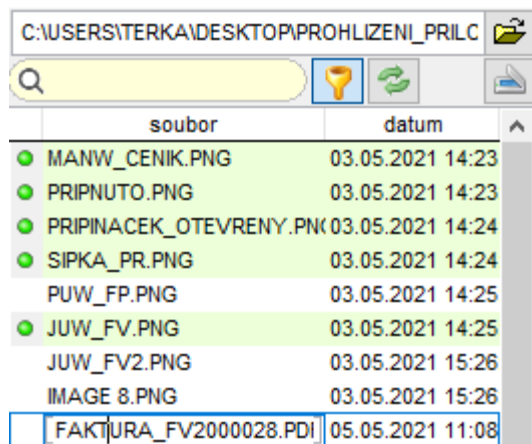 C:\USERS\TERKA\DESKTOP\PROHLIZENI_PRILC
soubor datum
MANW_CENIK.PNG 03.05.2021 14:23
PRIPNUTO.PNG 03.05.2021 14:23
PRIPINACEK_OTEVRENY.PN( 03.05.2021 14:24
SIPKA_PR.PNG 03.05.2021 14:24
PUW_FP.PNG 03.05.2021 14:25
JUW_FV.PNG 03.05.2021 14:25
JUW_FV2.PNG 03.05.2021 15:26
IMAGE 8.PNG 03.05.2021 15:26
FAKTURA_FV2000028.PD 05.05.2021 11:08